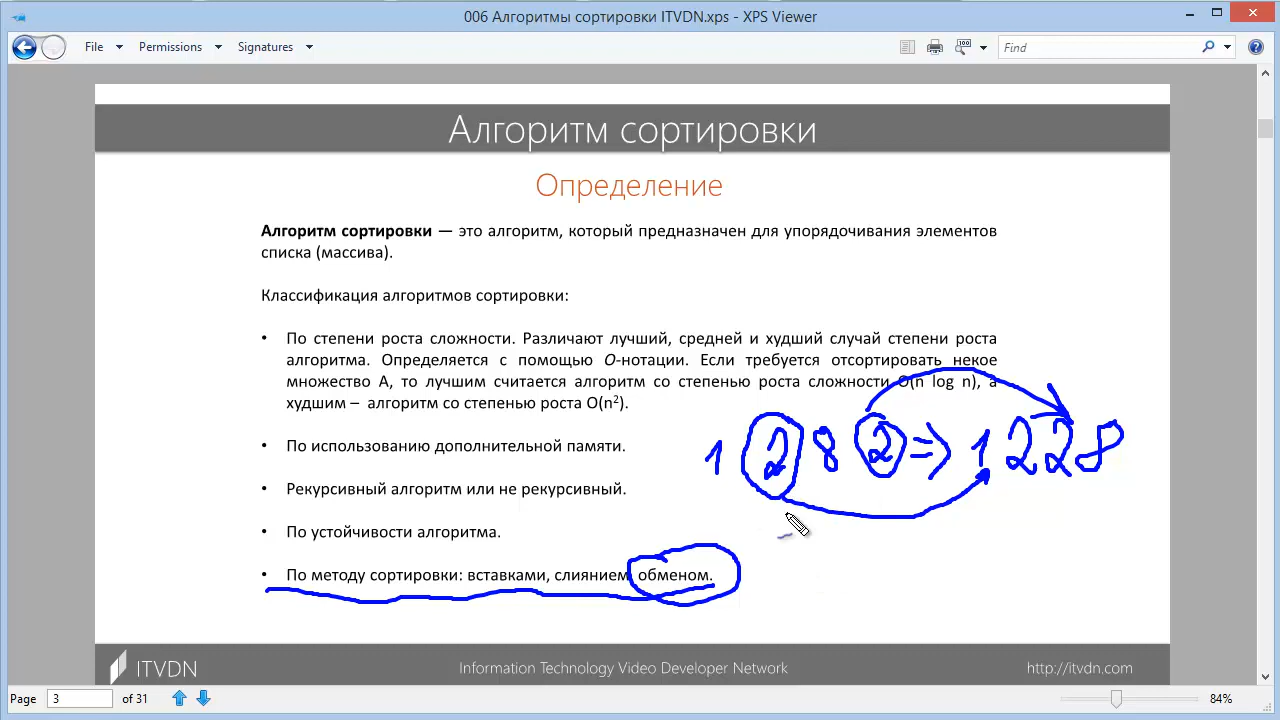 006 Алгоритмы сортировки ITVDN.xps - XPS Viewer
File Permissions Signatures
100
Find
Алгоритм сортировки
Определение
Алгоритм сортировки — это алгоритм, который предназначен для упорядочивания элементов
списка (массива).
Классификация алгоритмов сортировки:
• По степени роста сложности. Различают лучший, средней и худший случай степени роста
алгоритма. Определяется с помощью O-нотации. Если требуется отсортировать некое
множество А, то лучшим считается алгоритм со степенью роста сложности O(n log n), а
худшим – алгоритм со степенью роста O(n²).
1 2 8 2 => 1 2 2 8
• По использованию дополнительной памяти.
• Рекурсивный алгоритм или не рекурсивный.
• По устойчивости алгоритма.
• По методу сортировки: вставками, слиянием обменом.
ITVDN
Information Technology Video Developer Network
http://itvdn.com
Page 3 of 31
84%